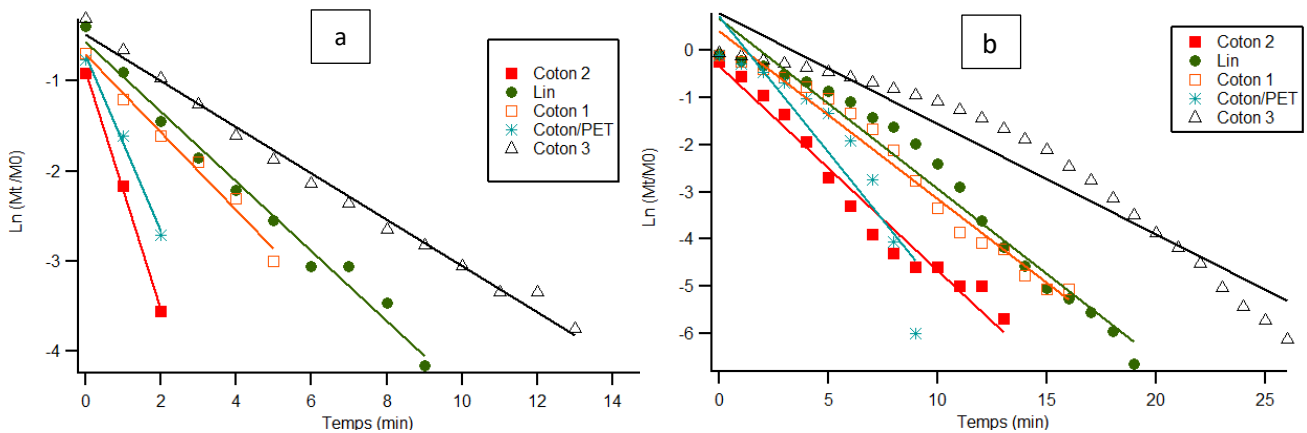 a
Coton 2
Lin
Coton 1
Coton/PET
Coton 3
-1
-2
-3
-4
Ln (Mt /M0)
0 2 4 6 8 10 12 14
Temps (min)
b
Coton 2
Lin
Coton 1
Coton/PET
Coton 3
0
-1
-2
-3
-4
-5
-6
Ln (Mt/M0)
0 5 10 15 20 25
Temps (min)